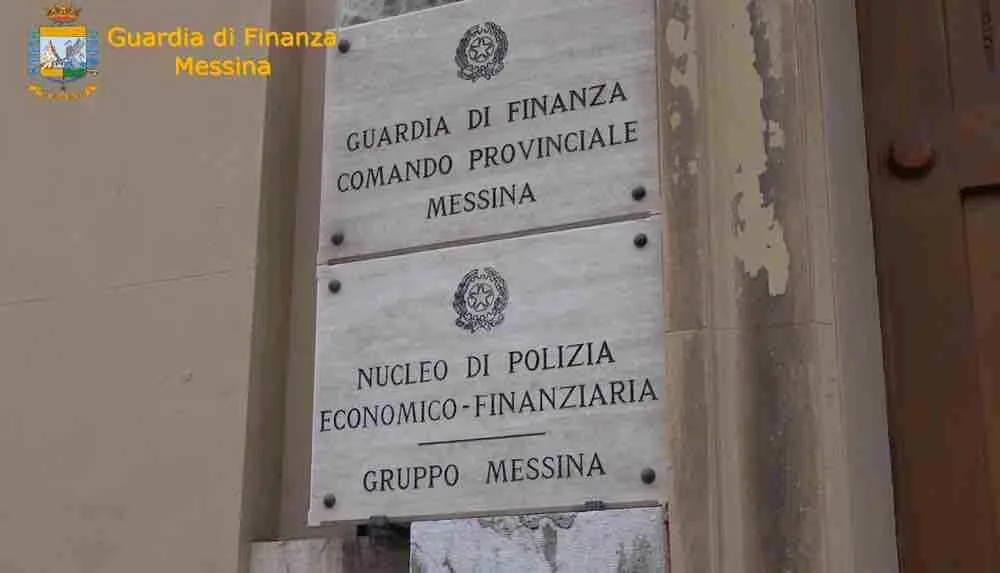 Guardia di Finanza
Messina
GUARDIA DI FINANZA
COMANDO PROVINCIALE
MESSINA
NUCLEO DI POLIZIA
ECONOMICO-FINANZIARIA
GRUPPO MESSINA